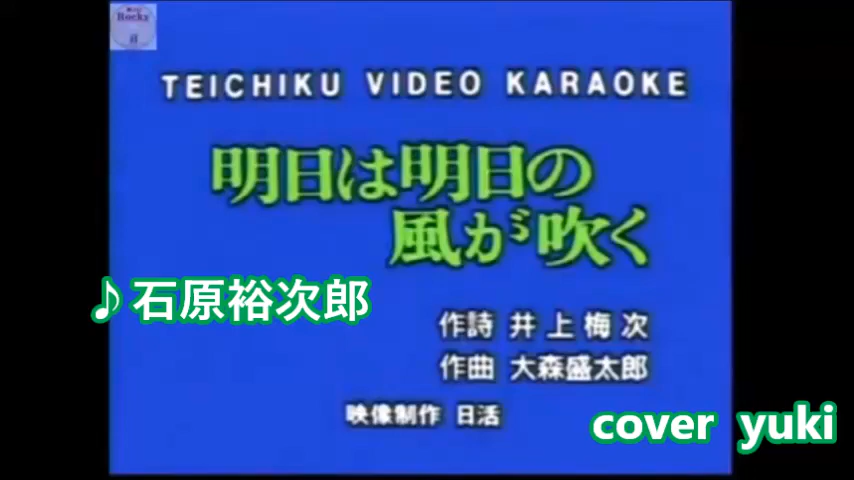 Rockz
TEICHIKU VIDEO KARAOKE
明日は明日の
風が吹く
♪石原裕次郎
作詩 井上梅次
作曲 大森盛太郎
映像制作 日活
cover yuki